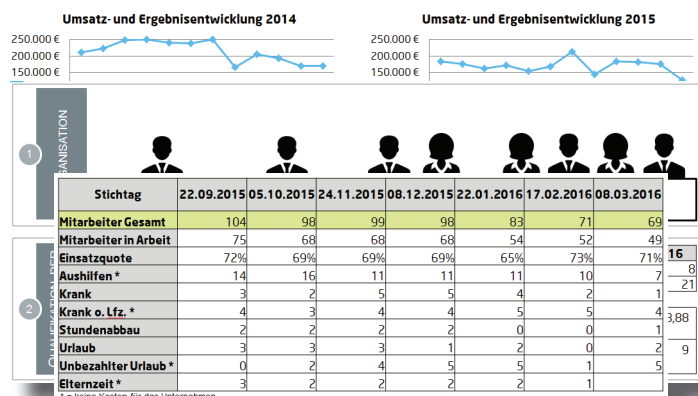 Umsatz- und Ergebnisentwicklung 2014
Umsatz- und Ergebnisentwicklung 2015
250.000 €
200.000 €
150.000 €
250.000 €
200.000 €
150.000 €
1
Stichtag 22.09.2015 05.10.2015 24.11.2015 08.12.2015 22.01.2016 17.02.2016 08.03.2016
Mitarbeiter Gesamt 104 98 99 98 83 71 69
Mitarbeiter in Arbeit 75 68 68 68 54 52 49
Einsatzquote 72% 69% 69% 69% 65% 73% 71%
Aushilfen * 14 16 11 11 11 10 7
Krank 3 2 5 5 4 2 1
Krank o. Lfz. * 4 3 4 4 5 5 4
Stundenabbau 2 2 2 2 0 0 1
Urlaub 3 3 3 1 2 0 2
Unbezahlter Urlaub * 0 2 4 5 5 1 5
Elternzeit * 3 2 2 2 2 1
* = keine Kosten für das Unternehmen
2
16
8
21
3,88
9